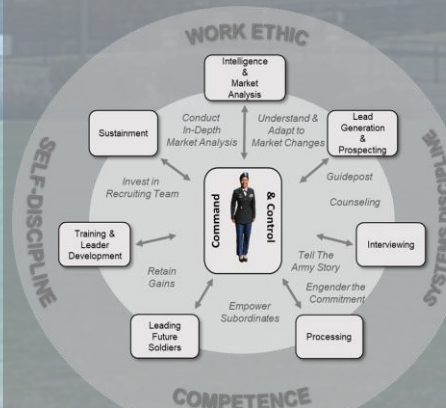 WORK ETHIC
Intelligence
&
Market
Analysis
Conduct
In-Depth
Market Analysis
Understand &
Adapt to
Market Changes
Sustainment
Lead
Generation
&
Prospecting
Invest in
Recruiting Team
Guidepost
Counseling
SELF-DISCIPLINE
SYSTEMS DISCIPLINE
Command
& Control
Training &
Leader
Development
Interviewing
Retain
Gains
Tell The
Army Story
Engender the
Commitment
Empower
Subordinates
Leading
Future
Soldiers
Processing
COMPETENCE